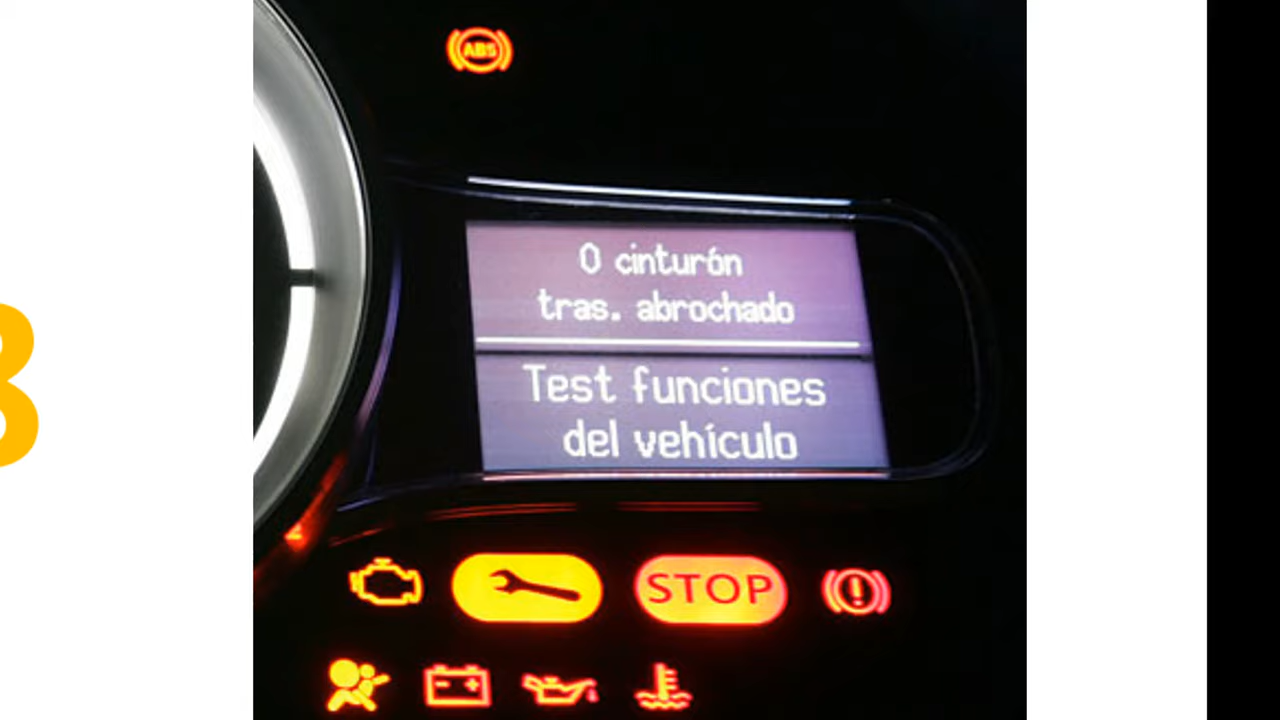 ABS
0 cinturón
tras. abrochado
Test funciones
del vehículo
STOP